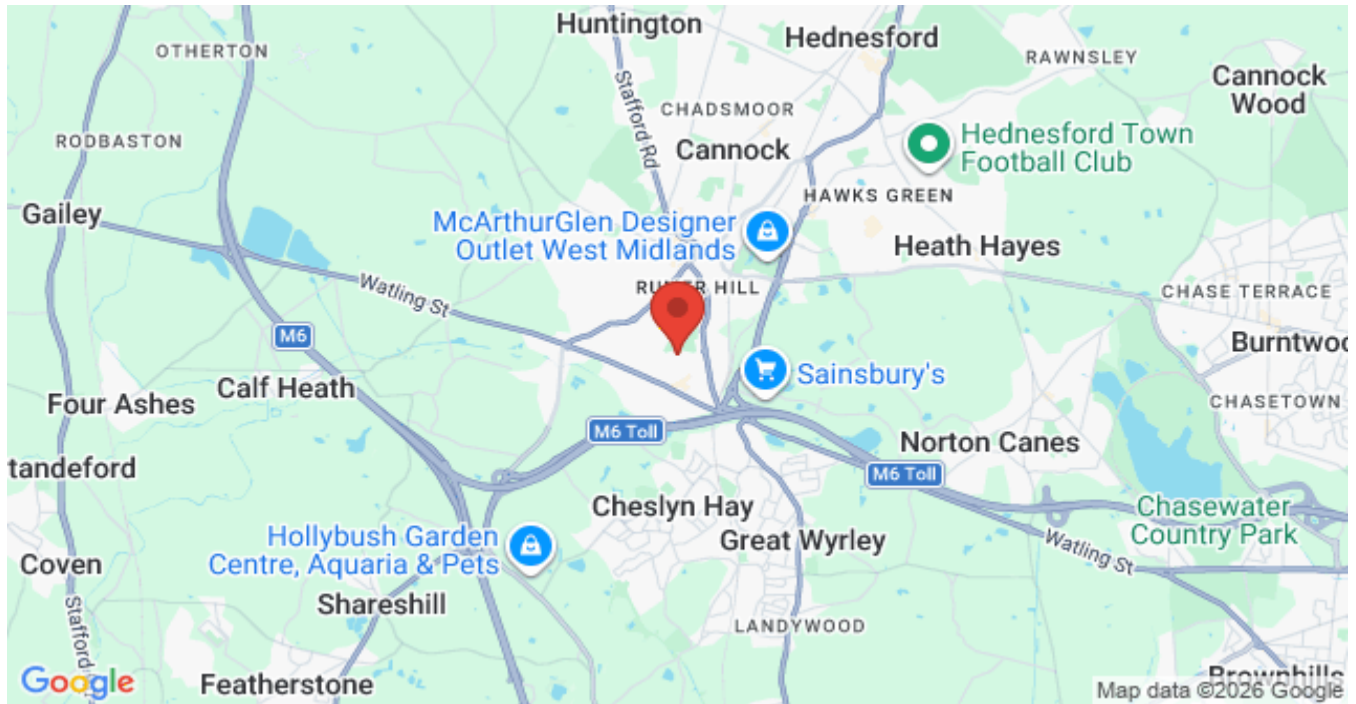 Huntington
Hednesford
OTHERTON
RAWNSLEY
Cannock
Wood
Stafford Rd
CHADSMOOR
RODBASTON
Cannock
Hednesford Town
Football Club
HAWKS GREEN
Gailey
McArthurGlen Designer
Outlet West Midlands
Heath Hayes
Watling St
HILL
CHASE TERRACE
M6
Burntwoo
Calf Heath
Sainsbury's
Four Ashes
CHASETOWN
M6 Toll
Norton Canes
tandeford
M6 Toll
Cheslyn Hay
Chasewater
Country Park
Hollybush Garden
Centre, Aquaria & Pets
Great Wyrley
Watling St
Coven
Shareshill
Stafford
LANDYWOOD
Google
Featherstone
Brownhills
Map data ©2026 Google